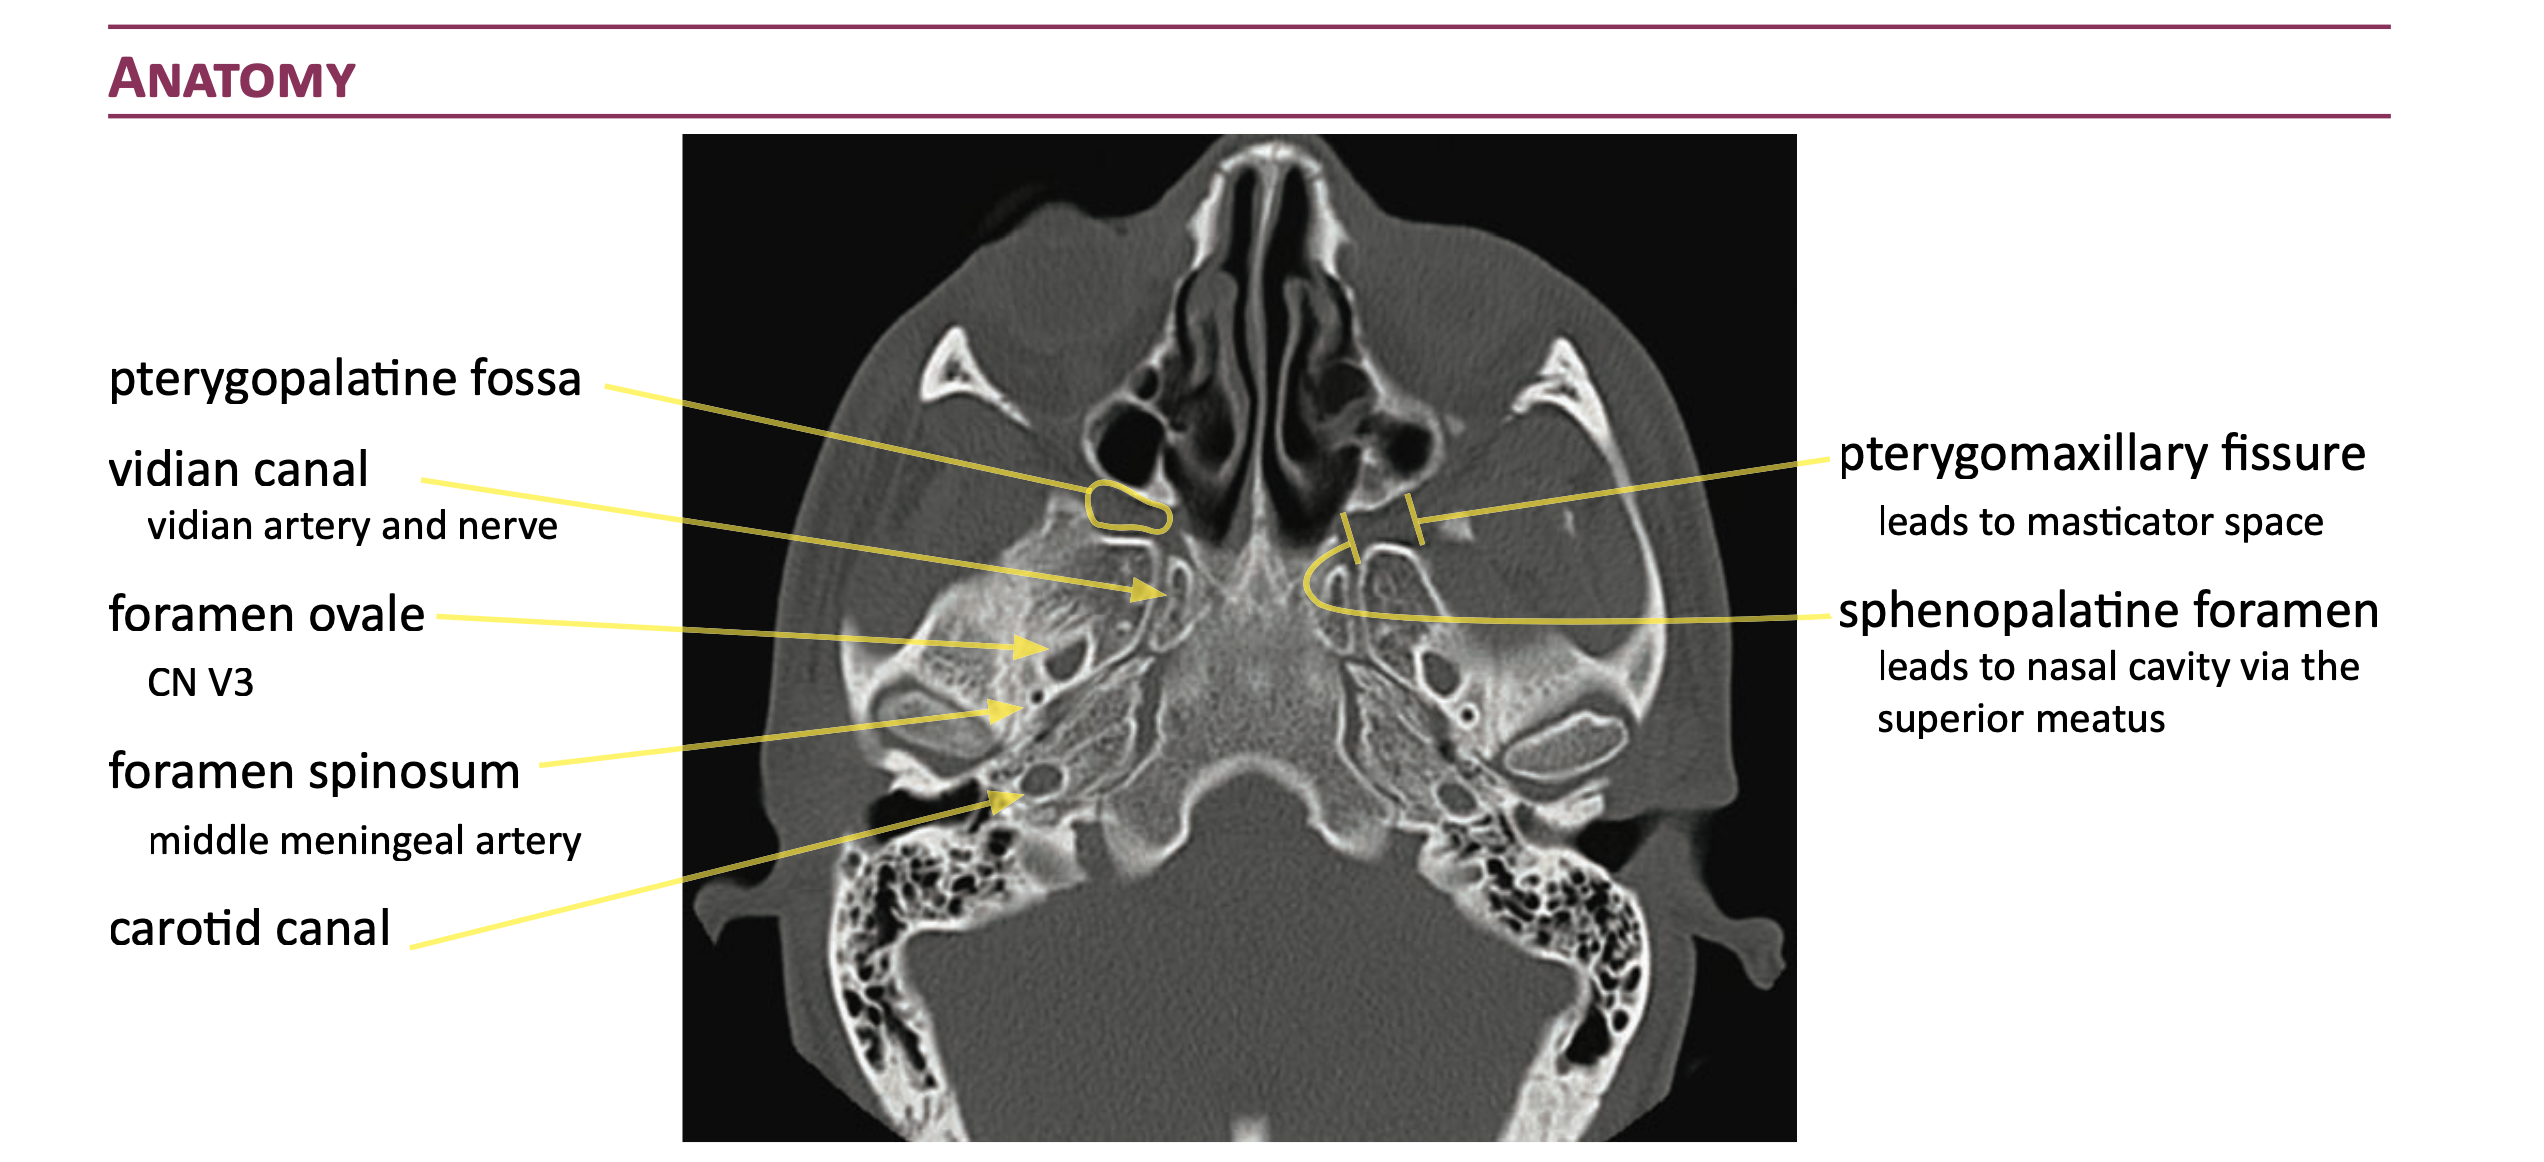 ANATOMY
pterygopalatine fossa
vidian canal
vidian artery and nerve
foramen ovale
CN V3
foramen spinosum
middle meningeal artery
carotid canal
pterygomaxillary fissure
leads to masticator space
sphenopalatine foramen
leads to nasal cavity via the
superior meatus